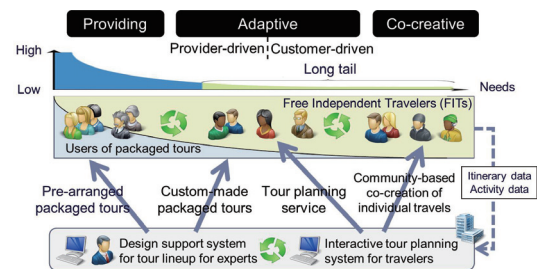 Providing
Adaptive
Co-creative
Provider-driven
Customer-driven
High
Long tail
Low
Needs
Free Independent Travelers (FITs)
Users of packaged tours
Pre-arranged
packaged tours
Custom-made
packaged tours
Tour planning
service
Community-based
co-creation of
individual travels
Itinerary data
Activity data
Design support system
for tour lineup for experts
Interactive tour planning
system for travelers